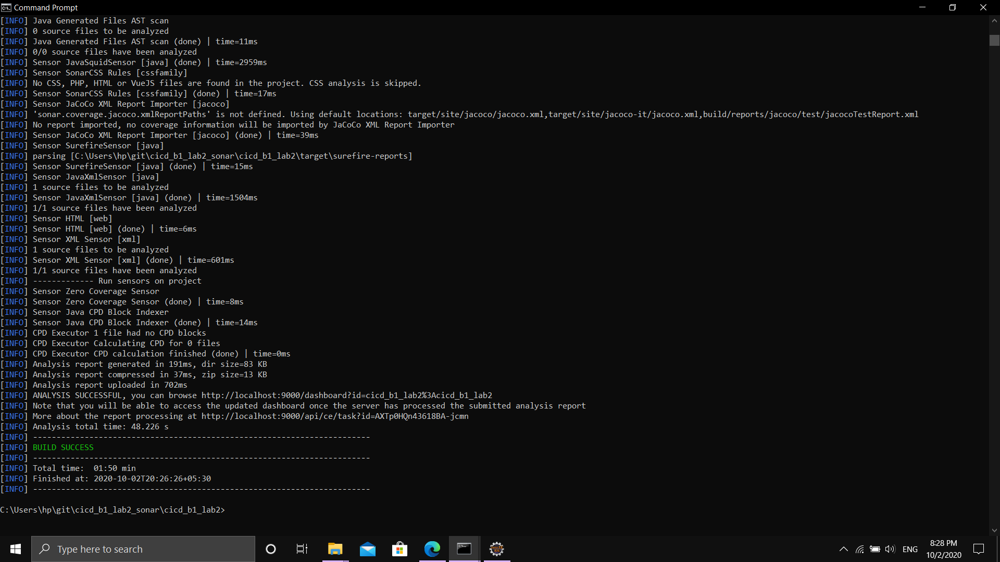 Command Prompt
[INFO] Java Generated Files AST scan
[INFO] 0 source files to be analyzed
[INFO] Java Generated Files AST scan (done) | time=11ms
[INFO] 0/0 source files have been analyzed
[INFO] Sensor JavaSquidSensor [java] (done) | time=2959ms
[INFO] Sensor SonarCSS Rules [cssfamily]
[INFO] No CSS, PHP, HTML or VueJS files are found in the project. CSS analysis is skipped.
[INFO] Sensor SonarCSS Rules [cssfamily] (done) | time=17ms
[INFO] Sensor JaCoCo XML Report Importer [jacoco]
[INFO] 'sonar.coverage.jacoco.xmlReportPaths' is not defined. Using default locations: target/site/jacoco/jacoco.xml,target/site/jacoco-it/jacoco.xml,build/reports/jacoco/test/jacocoTestReport.xml
[INFO] No report imported, no coverage information will be imported by JaCoCo XML Report Importer
[INFO] Sensor JaCoCo XML Report Importer [jacoco] (done) | time=39ms
[INFO] Sensor SurefireSensor [java]
[INFO] parsing [C:\Users\hp\git\cicd_b1_lab2_sonar\cicd_b1_lab2\target\surefire-reports]
[INFO] Sensor SurefireSensor [java] (done) | time=15ms
[INFO] Sensor JavaXmlSensor [java]
[INFO] 1 source files to be analyzed
[INFO] Sensor JavaXmlSensor [java] (done) | time=1504ms
[INFO] 1/1 source files have been analyzed
[INFO] Sensor HTML [web]
[INFO] Sensor HTML [web] (done) | time=6ms
[INFO] Sensor XML Sensor [xml]
[INFO] 1 source files to be analyzed
[INFO] Sensor XML Sensor [xml] (done) | time=601ms
[INFO] 1/1 source files have been analyzed
[INFO] ------------- Run sensors on project
[INFO] Sensor Zero Coverage Sensor
[INFO] Sensor Zero Coverage Sensor (done) | time=8ms
[INFO] Sensor Java CPD Block Indexer
[INFO] Sensor Java CPD Block Indexer (done) | time=14ms
[INFO] CPD Executor 1 file had no CPD blocks
[INFO] CPD Executor Calculating CPD for 0 files
[INFO] CPD Executor CPD calculation finished (done) | time=0ms
[INFO] Analysis report generated in 191ms, dir size=83 KB
[INFO] Analysis report compressed in 37ms, zip size=13 KB
[INFO] Analysis report uploaded in 702ms
[INFO] ANALYSIS SUCCESSFUL, you can browse http://localhost:9000/dashboard?id=cicd_b1_lab2%3Acicd_b1_lab2
[INFO] Note that you will be able to access the updated dashboard once the server has processed the submitted analysis report
[INFO] More about the report processing at http://localhost:9000/api/ce/task?id=AXTp0HQn43618BA-jcmn
[INFO] Analysis total time: 48.226 s
[INFO] ------------------------------------------------------------------------
[INFO] BUILD SUCCESS
[INFO] ------------------------------------------------------------------------
[INFO] Total time:  01:50 min
[INFO] Finished at: 2020-10-02T20:26:26+05:30
[INFO] ------------------------------------------------------------------------
C:\Users\hp\git\cicd_b1_lab2_sonar\cicd_b1_lab2>
Type here to search
ENG
8:28 PM
10/2/2020